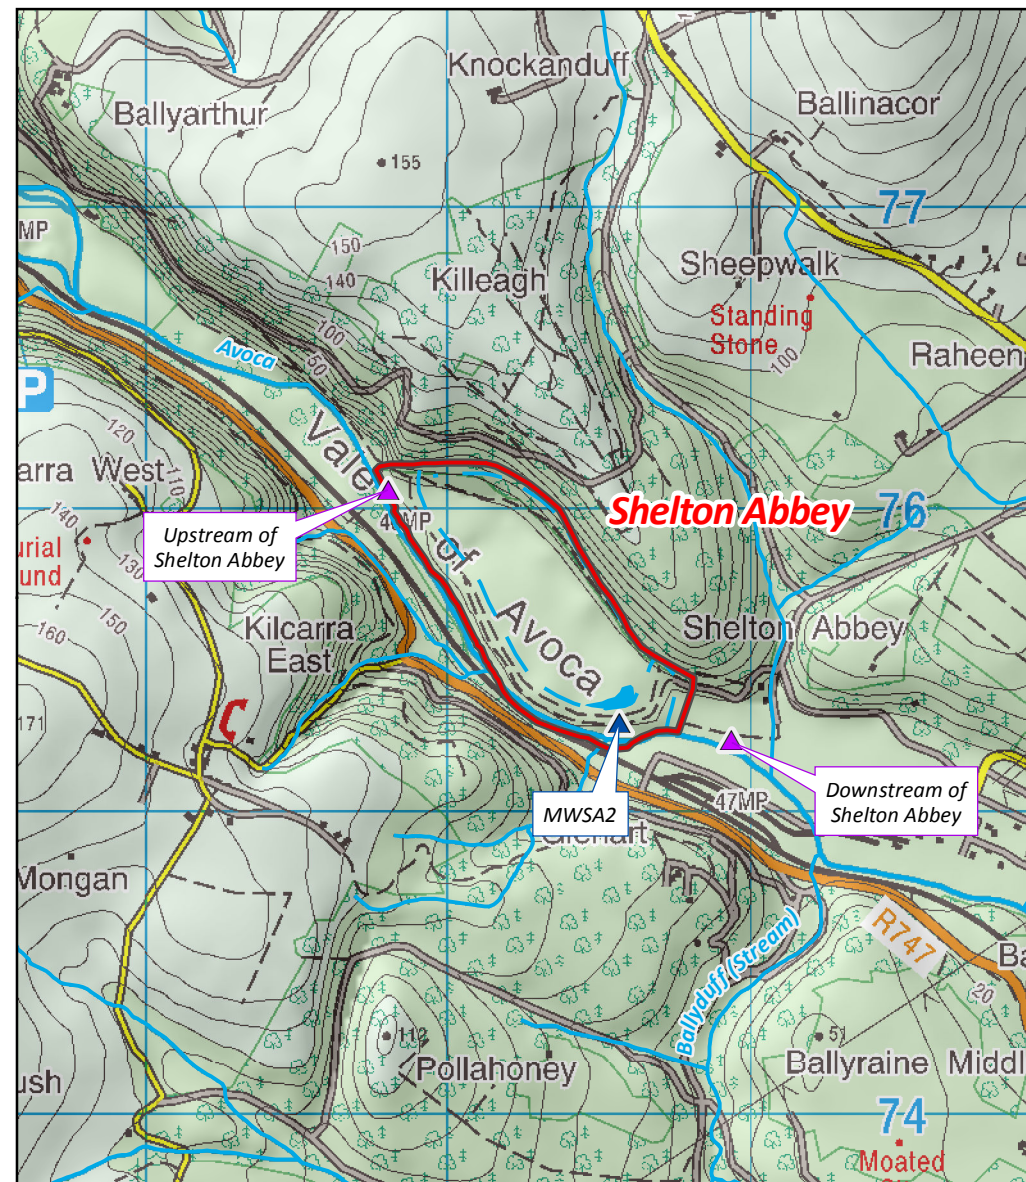 Knockanduff
Ballyarthur
Ballinacor
155
77
MP
150
140
Killeagh
Sheepwalk
Standing
Stone
100
100
50
Avoca
Raheen
P
120
110
Vale
of
Avoca
arra West
140
130
150
160
Upstream of
Shelton Abbey
Shelton Abbey
76
urial
ound
Kilcarra
East
Shelton Abbey
171
MWSA2
47MP
Downstream of
Shelton Abbey
Mongan
R747
Ba
20
Ballyduff (Stream)
51
Pollahoney
Ballyraine Middl
ush
74
Moated